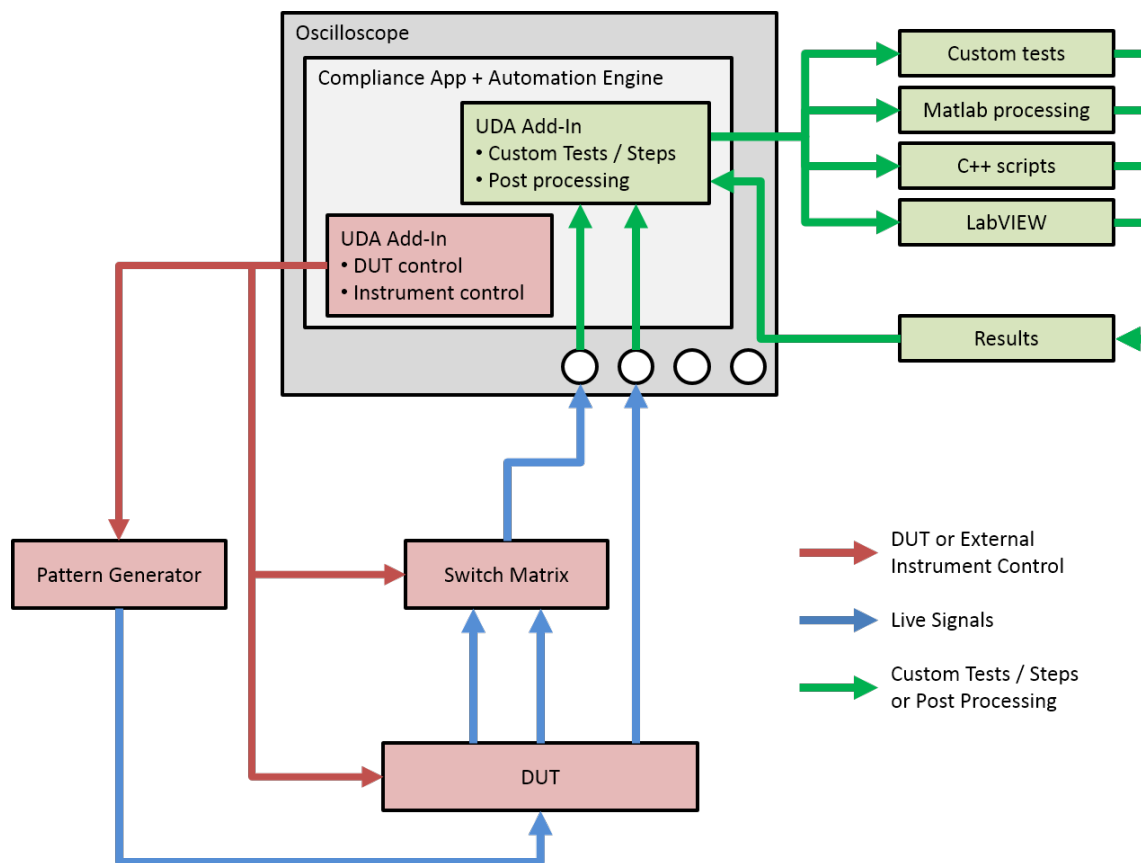 Oscilloscope
Compliance App + Automation Engine
UDA Add-In
• Custom Tests / Steps
• Post processing
UDA Add-In
• DUT control
• Instrument control
Custom tests
Matlab processing
C++ scripts
LabVIEW
Results
Pattern Generator
Switch Matrix
DUT
DUT or External
Instrument Control
Live Signals
Custom Tests / Steps
or Post Processing